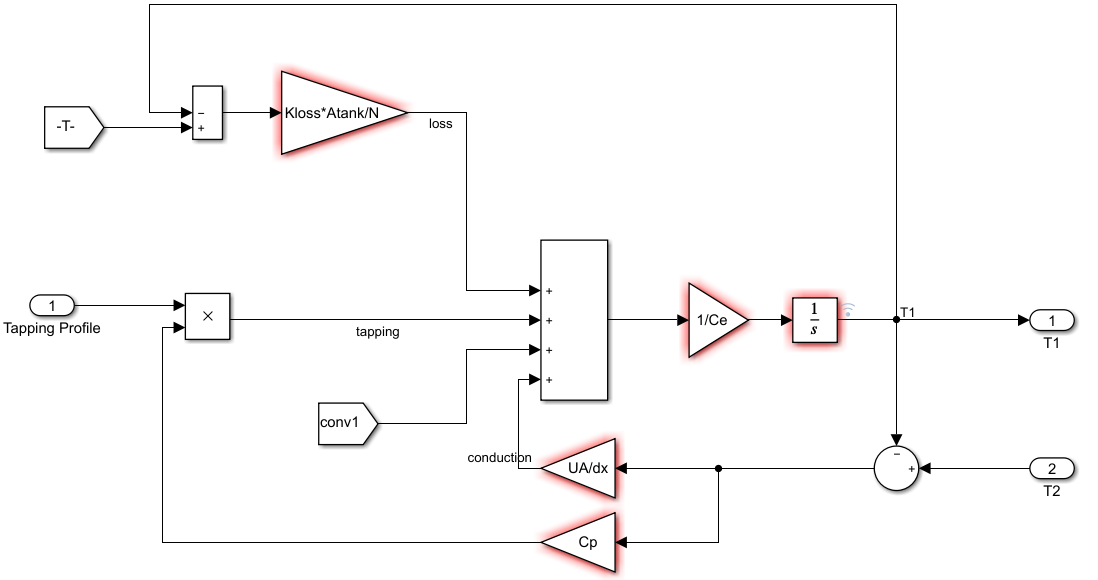 −
+
-T-
Kloss*Atank/N
loss
1
Tapping Profile
×
tapping
conv1
+
+
+
+
1/Ce
1
s
T1
1
T1
conduction
UA/dx
−
+
2
T2
Cp